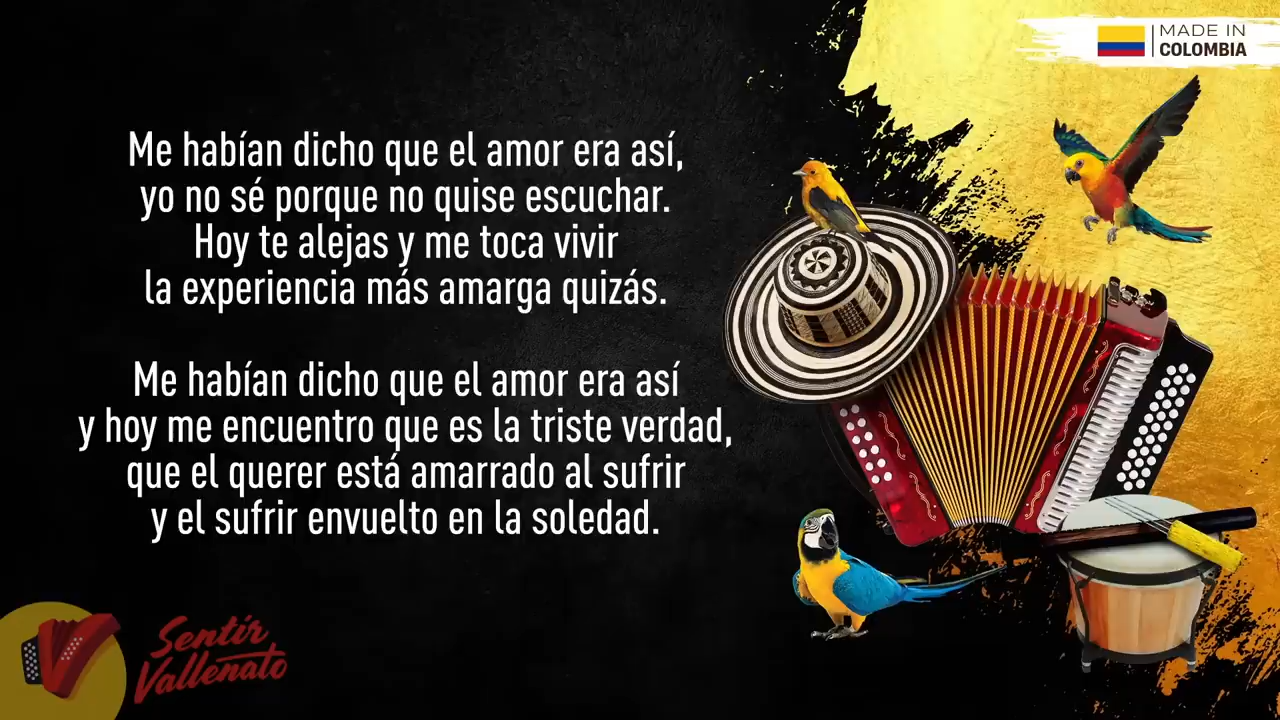 MADE IN
COLOMBIA
Me habían dicho que el amor era así,
yo no sé porque no quise escuchar.
Hoy te alejas y me toca vivir
la experiencia más amarga quizás.
Me habían dicho que el amor era así
y hoy me encuentro que es la triste verdad,
que el querer está amarrado al sufrir
y el sufrir envuelto en la soledad.
Sentir
Vallenato